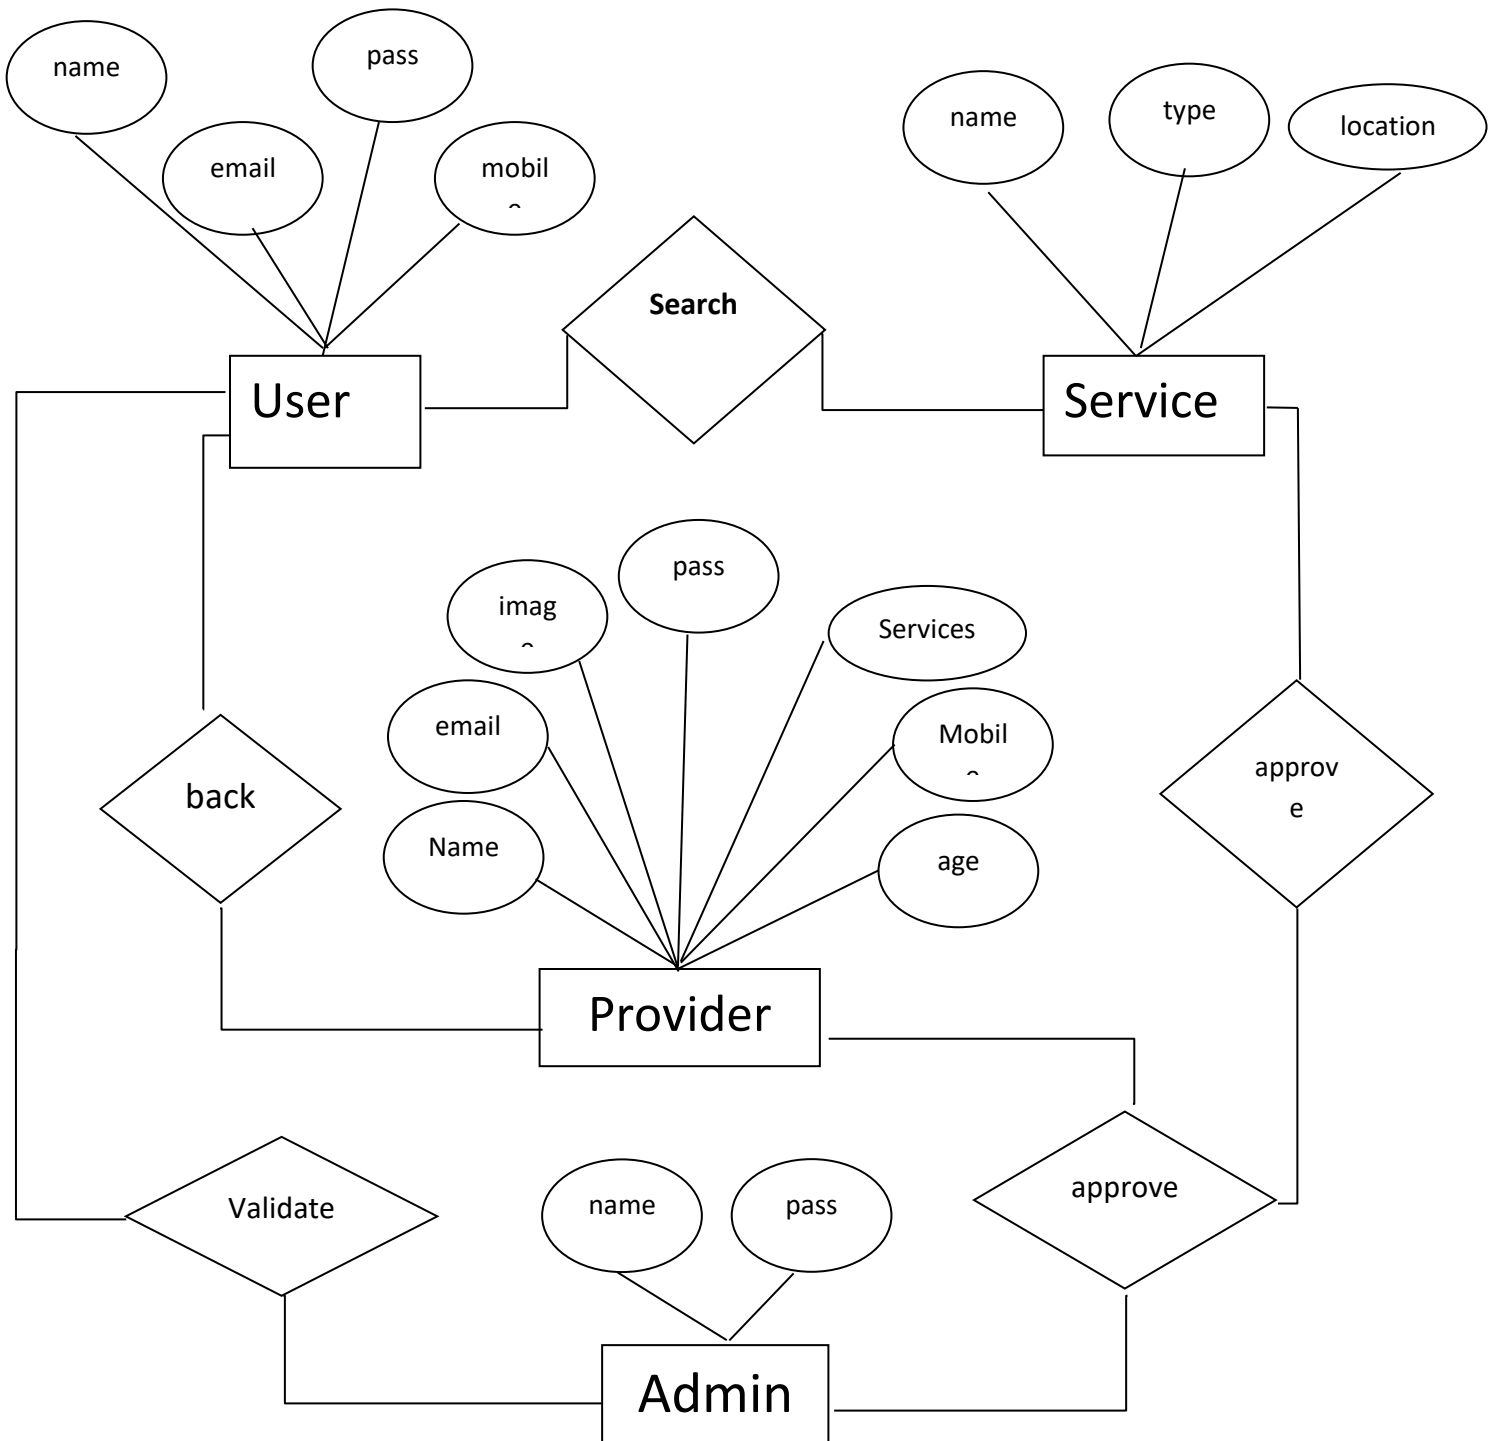 name
pass
email
mobil
name
type
location
Search
User
Service
pass
imag
Services
email
Mobil
Name
age
back
approv
e
Provider
Validate
name
pass
approve
Admin